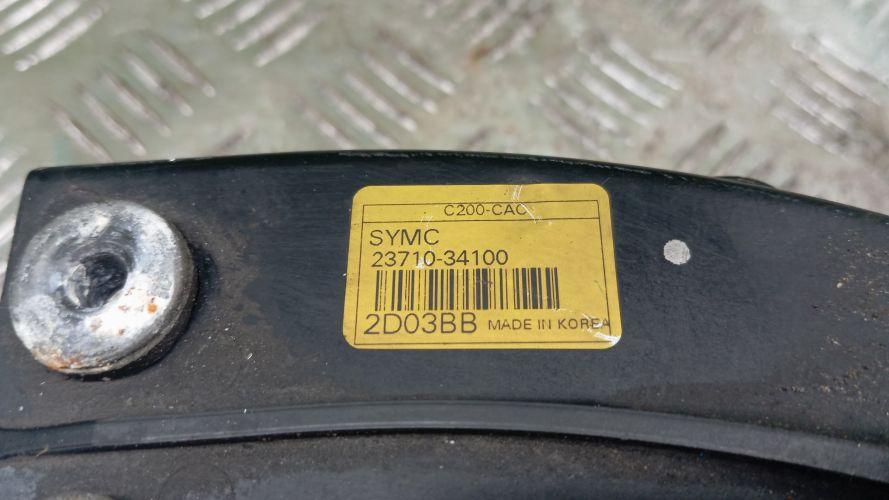 C200-CAC
SYMC
23710-34100
2D03BB MADE IN KOREA